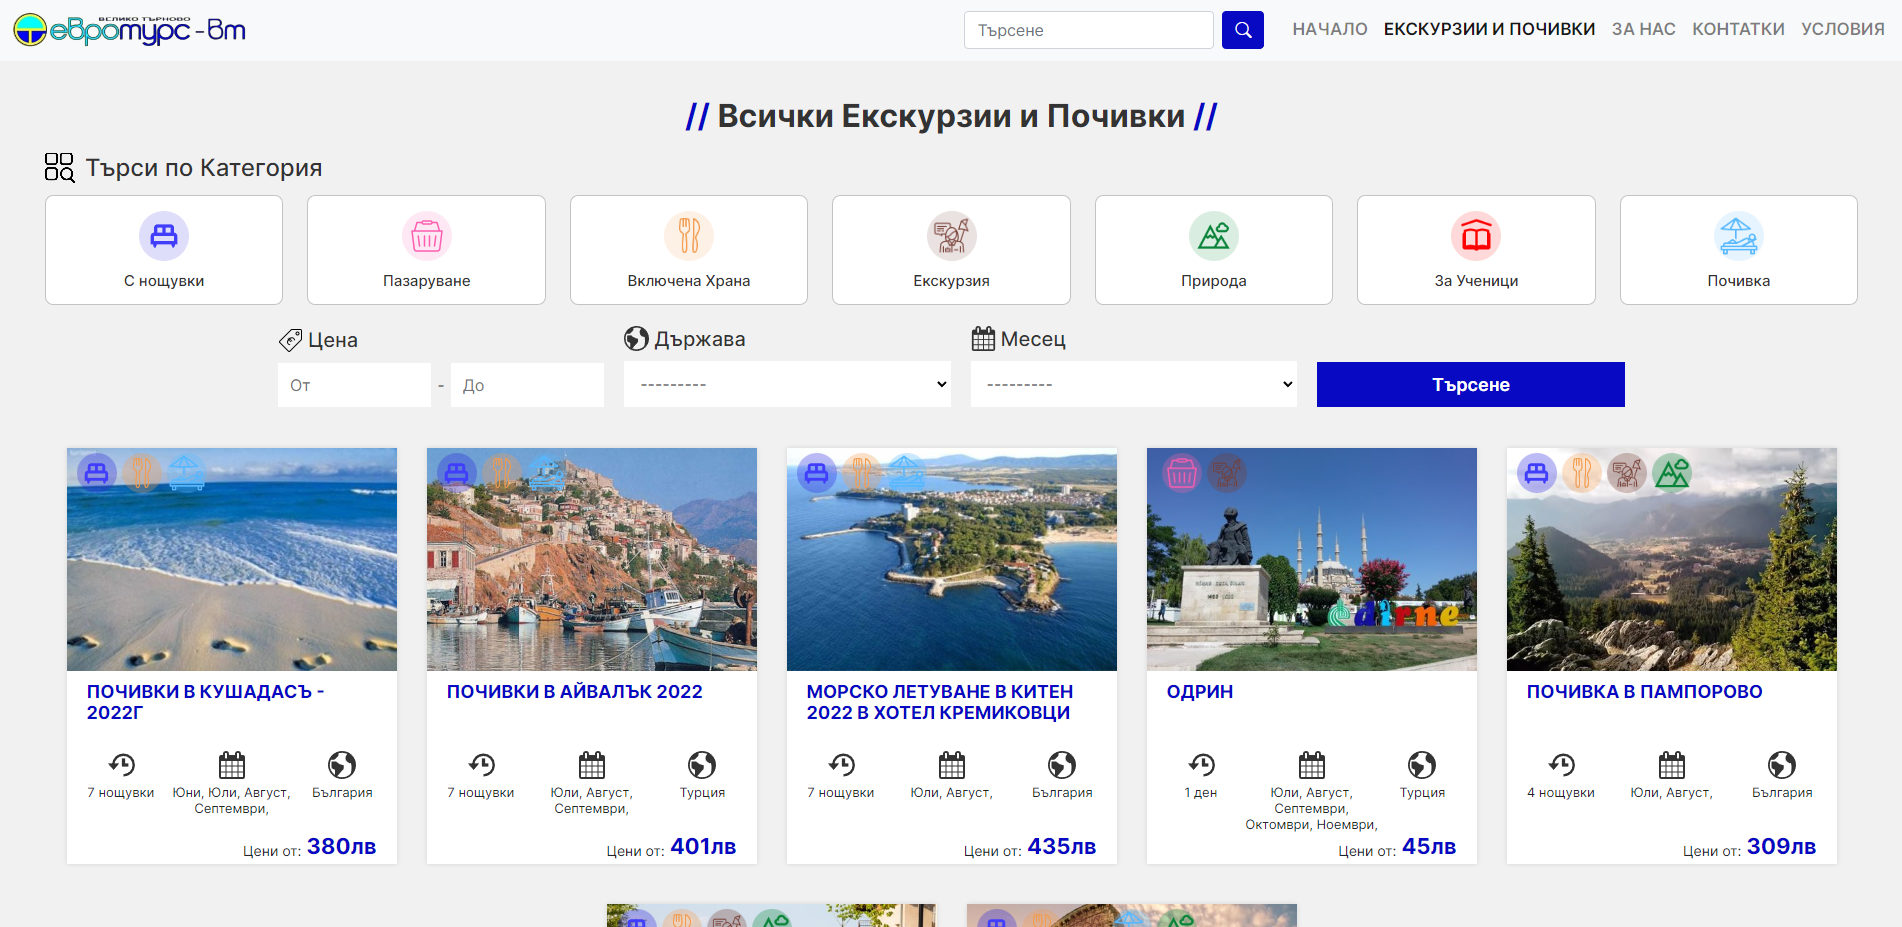 ВЕЛИКО ТЪРНОВО
евротурс - вт
Търсене
НАЧАЛО ЕКСКУРЗИИ И ПОЧИВКИ ЗА НАС КОНТАКТИ УСЛОВИЯ
// Всички Екскурзии и Почивки //
Търси по Категория
С нощувки
Пазаруване
Включена Храна
Екскурзия
Природа
За Ученици
Почивка
Цена
От - До
Държава
---------
Месец
---------
Търсене
ПОЧИВКИ В КУШАДАСЪ -
2022Г
7 нощувки
Юни, Юли, Август,
Септември,
България
Цени от: 380лв
ПОЧИВКИ В АЙВАЛЪК 2022
7 нощувки
Юли, Август,
Септември,
Турция
Цени от: 401лв
МОРСКО ЛЕТУВАНЕ В КИТЕН
2022 В ХОТЕЛ КРЕМИКОВЦИ
7 нощувки
Юли, Август,
България
Цени от: 435лв
Edirne
ОДРИН
1 ден
Юли, Август,
Септември,
Октомври, Ноември,
Турция
Цени от: 45лв
ПОЧИВКА В ПАМПОРОВО
4 нощувки
Юли, Август,
България
Цени от: 309лв